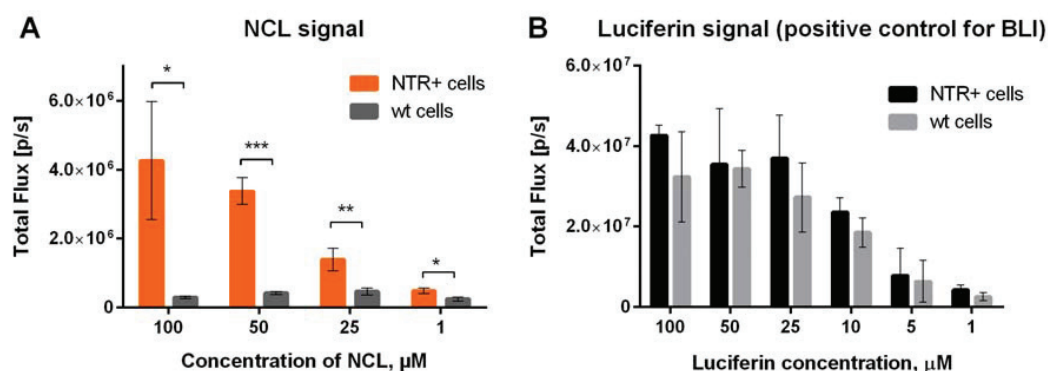 A
NCL signal
Total Flux [p/s]
6.0×10⁶
4.0×10⁶
2.0×10⁶
0
*
***
**
*
NTR+ cells
wt cells
100 50 25 1
Concentration of NCL, µM
B
Luciferin signal (positive control for BLI)
Total Flux [p/s]
6.0×10⁷
4.0×10⁷
2.0×10⁷
0
NTR+ cells
wt cells
100 50 25 10 5 1
Luciferin concentration, µM